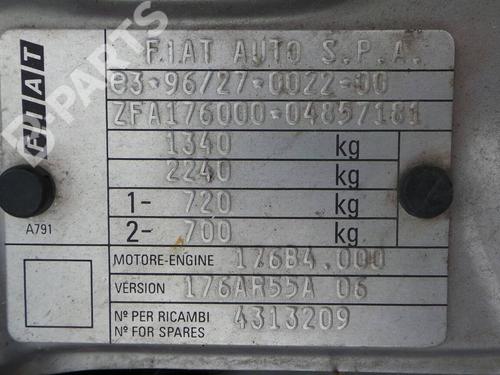 FIAT
FIAT AUTO S.P.A.
e3*96/27*0022*00
ZFA176000*04857181
1340 kg
2240 kg
1- 720 kg
2- 700 kg
A791
MOTORE-ENGINE 176B4.000
VERSION 176AR55A 06
Nº PER RICAMBI
Nº FOR SPARES 4313209